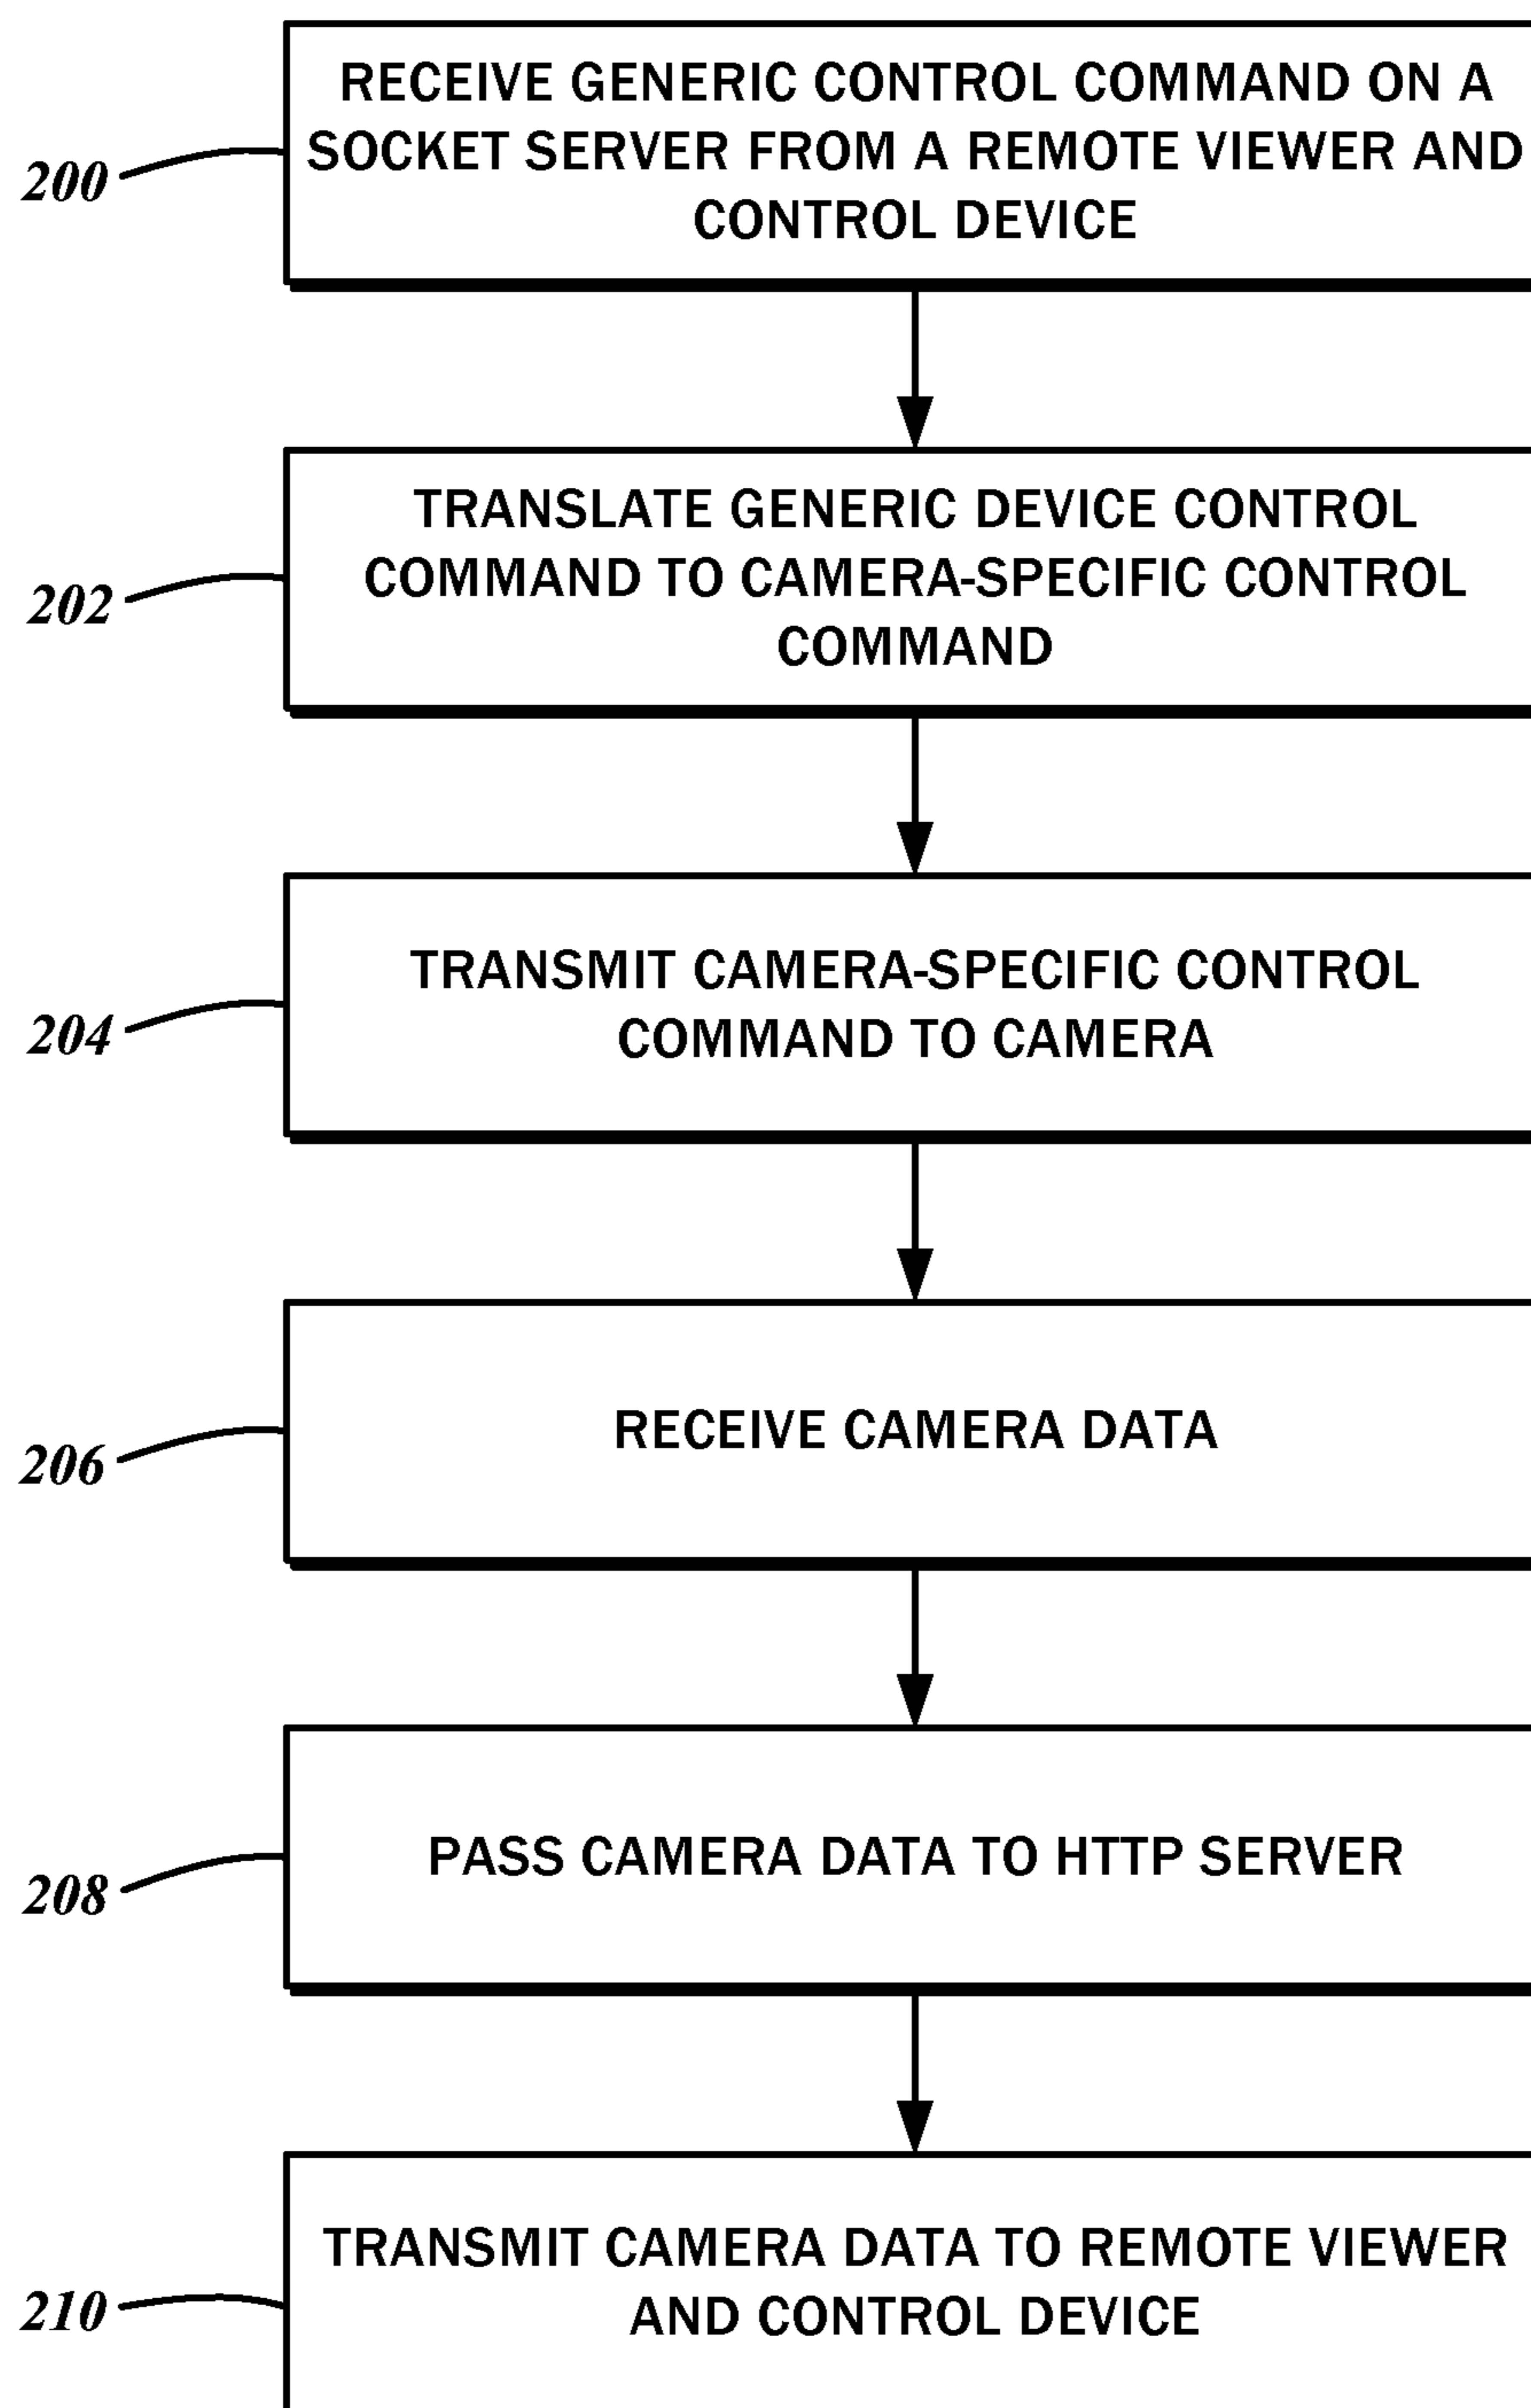 RECEIVE GENERIC CONTROL COMMAND ON A
SOCKET SERVER FROM A REMOTE VIEWER AND
CONTROL DEVICE
200
TRANSLATE GENERIC DEVICE CONTROL
COMMAND TO CAMERA-SPECIFIC CONTROL
COMMAND
202
TRANSMIT CAMERA-SPECIFIC CONTROL
COMMAND TO CAMERA
204
RECEIVE CAMERA DATA
206
PASS CAMERA DATA TO HTTP SERVER
208
TRANSMIT CAMERA DATA TO REMOTE VIEWER
AND CONTROL DEVICE
210